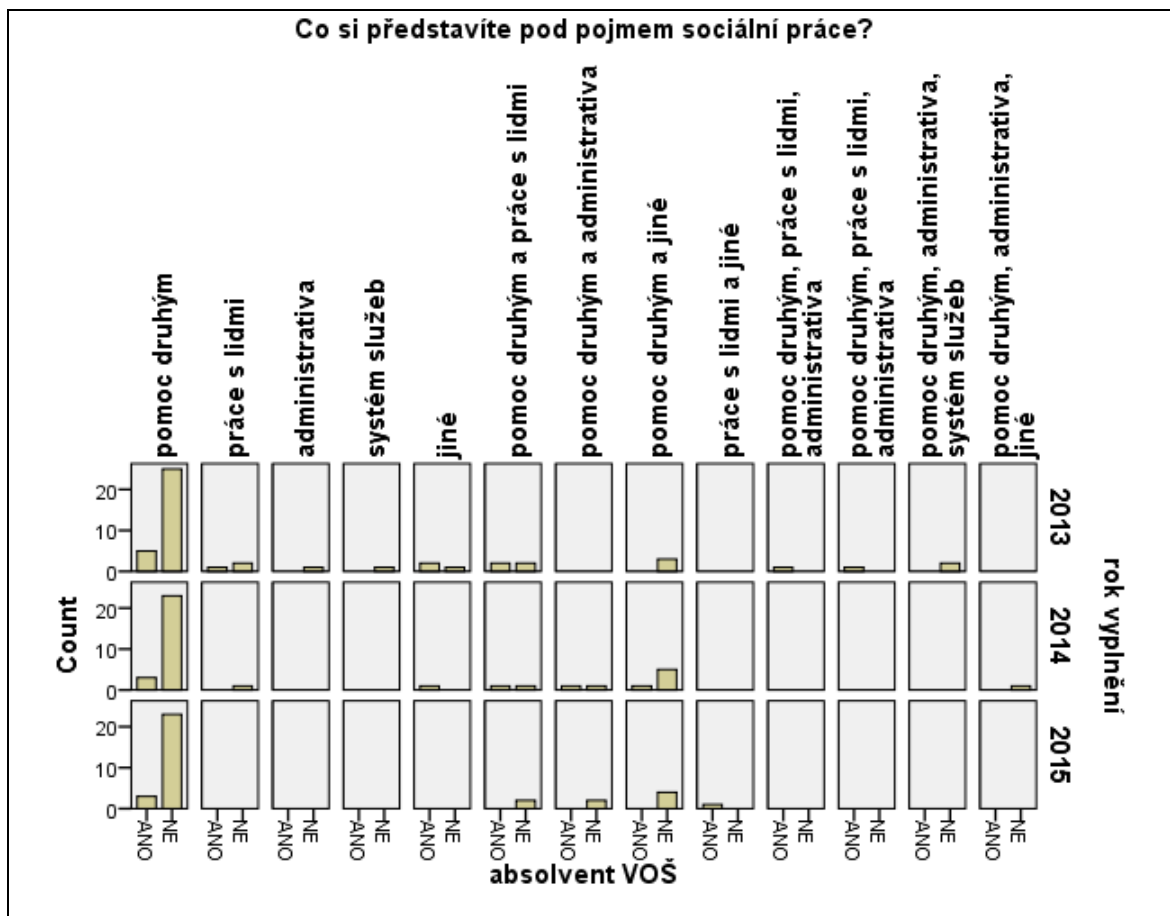 Co si představíte pod pojmem sociální práce?
pomoc druhým
práce s lidmi
administrativa
systém služeb
jiné
pomoc druhým a práce s lidmi
pomoc druhým a administrativa
pomoc druhým a jiné
práce s lidmi a jiné
pomoc druhým, práce s lidmi,
administrativa
pomoc druhým, práce s lidmi,
administrativa
pomoc druhým, administrativa,
systém služeb
pomoc druhým, administrativa,
jiné
20
10
0
2013
20
10
0
2014
20
10
0
2015
Count
rok vyplnění
ANO
NE
ANO
NE
ANO
NE
ANO
NE
ANO
NE
ANO
NE
ANO
NE
ANO
NE
ANO
NE
ANO
NE
ANO
NE
ANO
NE
ANO
NE
absolvent VOŠ